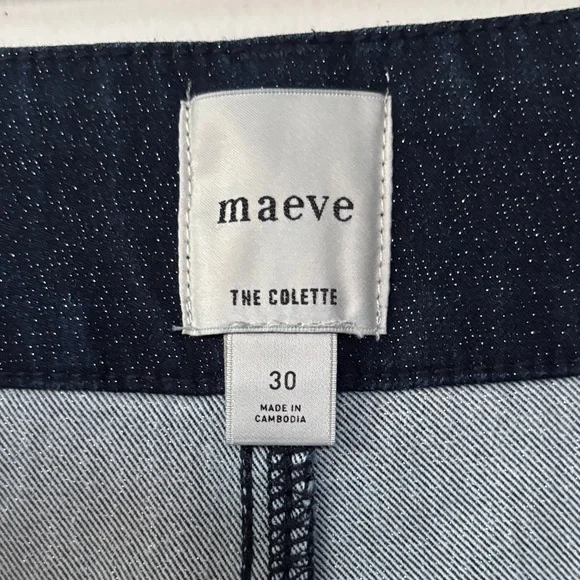 maeve
THE COLETTE
30
MADE IN
CAMBODIA